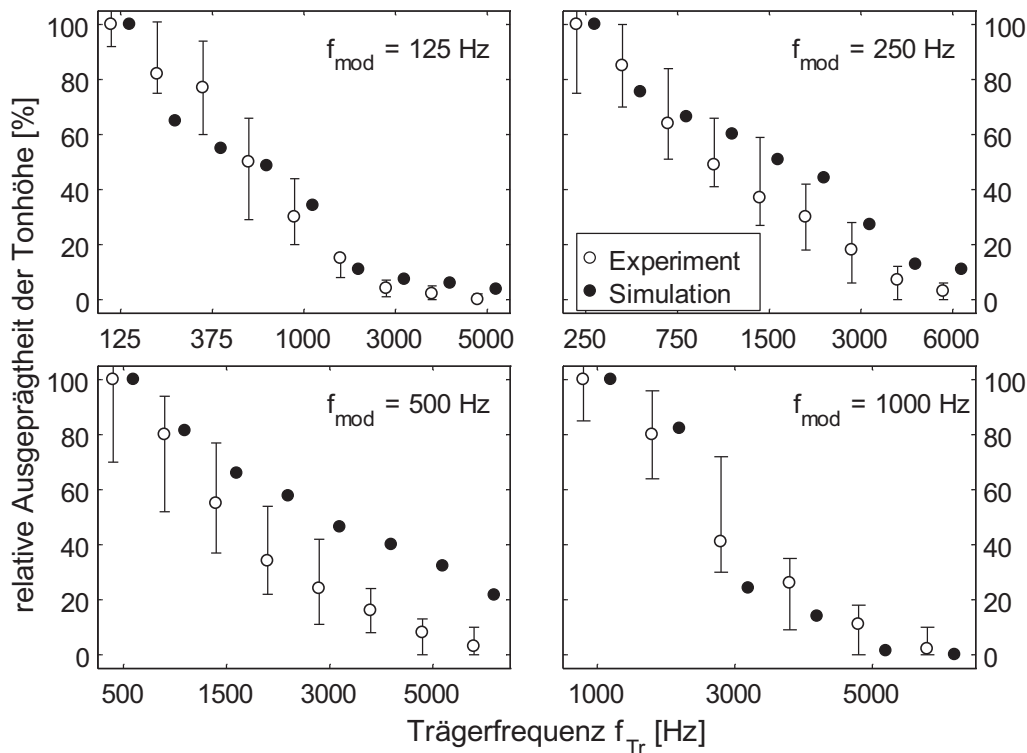 relative Ausgeprägtheit der Tonhöhe [%]
100
80
60
40
20
0
f_mod = 125 Hz
125 375 1000 3000 5000
f_mod = 250 Hz
Experiment
Simulation
100
80
60
40
20
0
250 750 1500 3000 6000
100
80
60
40
20
0
f_mod = 500 Hz
500 1500 3000 5000
f_mod = 1000 Hz
100
80
60
40
20
0
1000 3000 5000
Trägerfrequenz f_Tr [Hz]